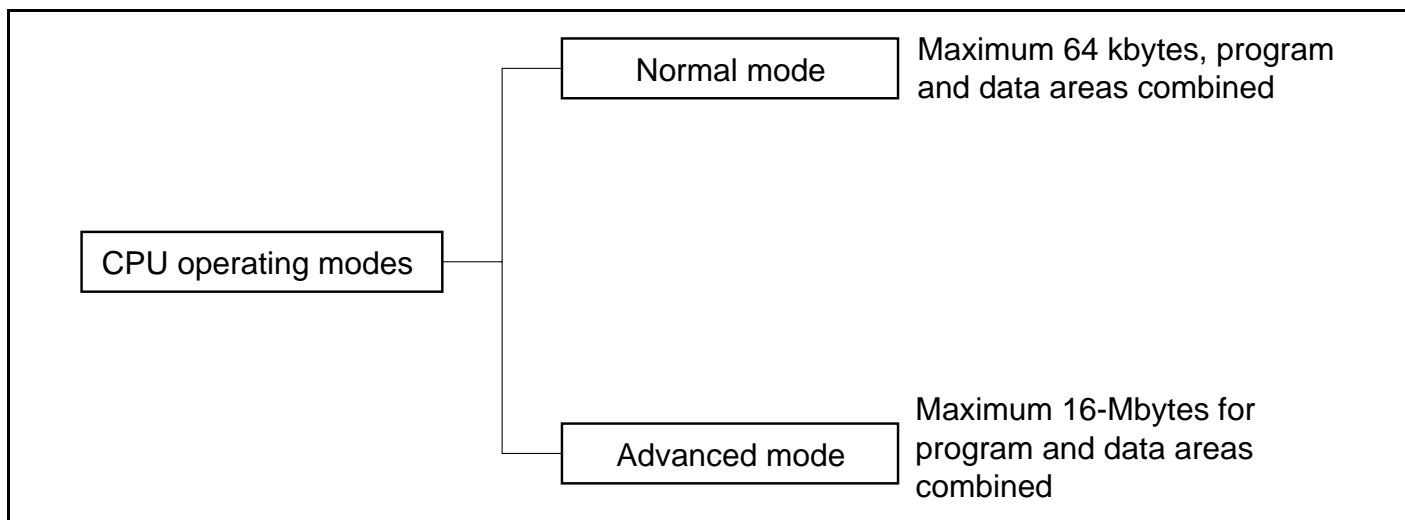 Normal mode
Maximum 64 kbytes, program
and data areas combined
CPU operating modes
Advanced mode
Maximum 16-Mbytes for
program and data areas
combined